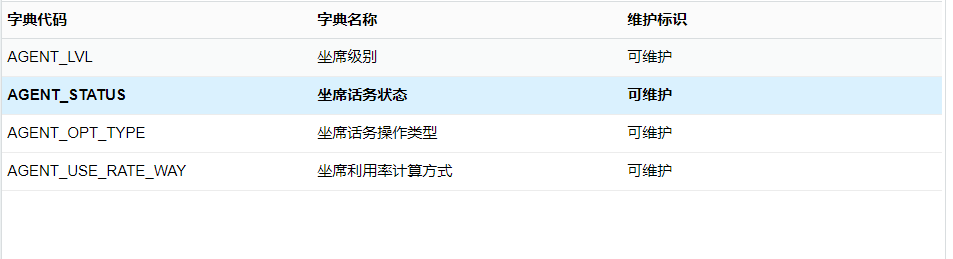 字典代码 字典名称 维护标识
AGENT_LVL 坐席级别 可维护
AGENT_STATUS 坐席话务状态 可维护
AGENT_OPT_TYPE 坐席话务操作类型 可维护
AGENT_USE_RATE_WAY 坐席利用率计算方式 可维护